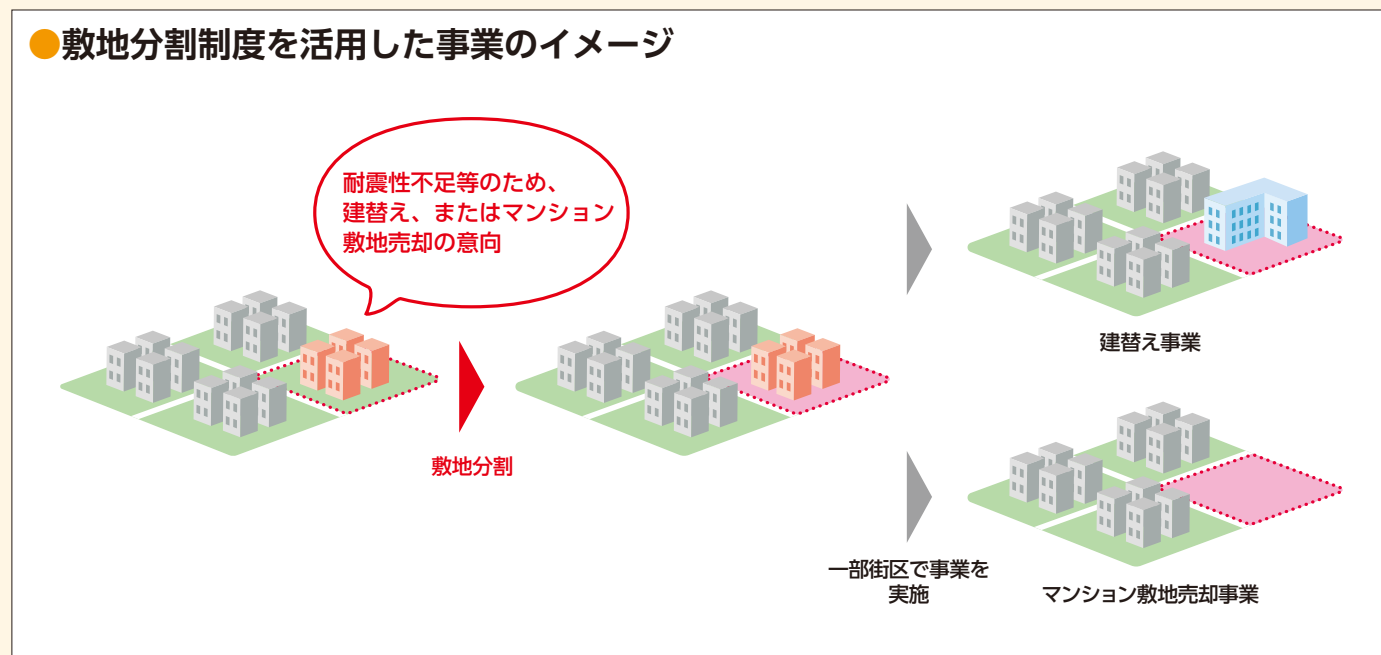 ●敷地分割制度を活用した事業のイメージ
耐震性不足等のため、
建替え、またはマンション
敷地売却の意向
敷地分割
建替え事業
一部街区で事業を
実施
マンション敷地売却事業